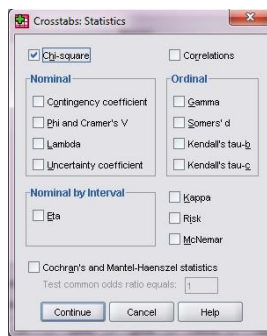 Crosstabs: Statistics
Chi-square
Correlations
Nominal
Contingency coefficient
Phi and Cramer's V
Lambda
Uncertainty coefficient
Ordinal
Gamma
Somers' d
Kendall's tau-b
Kendall's tau-c
Nominal by Interval
Eta
Kappa
Risk
McNemar
Cochran's and Mantel-Haenszel statistics
Test common odds ratio equals: 1
Continue Cancel Help